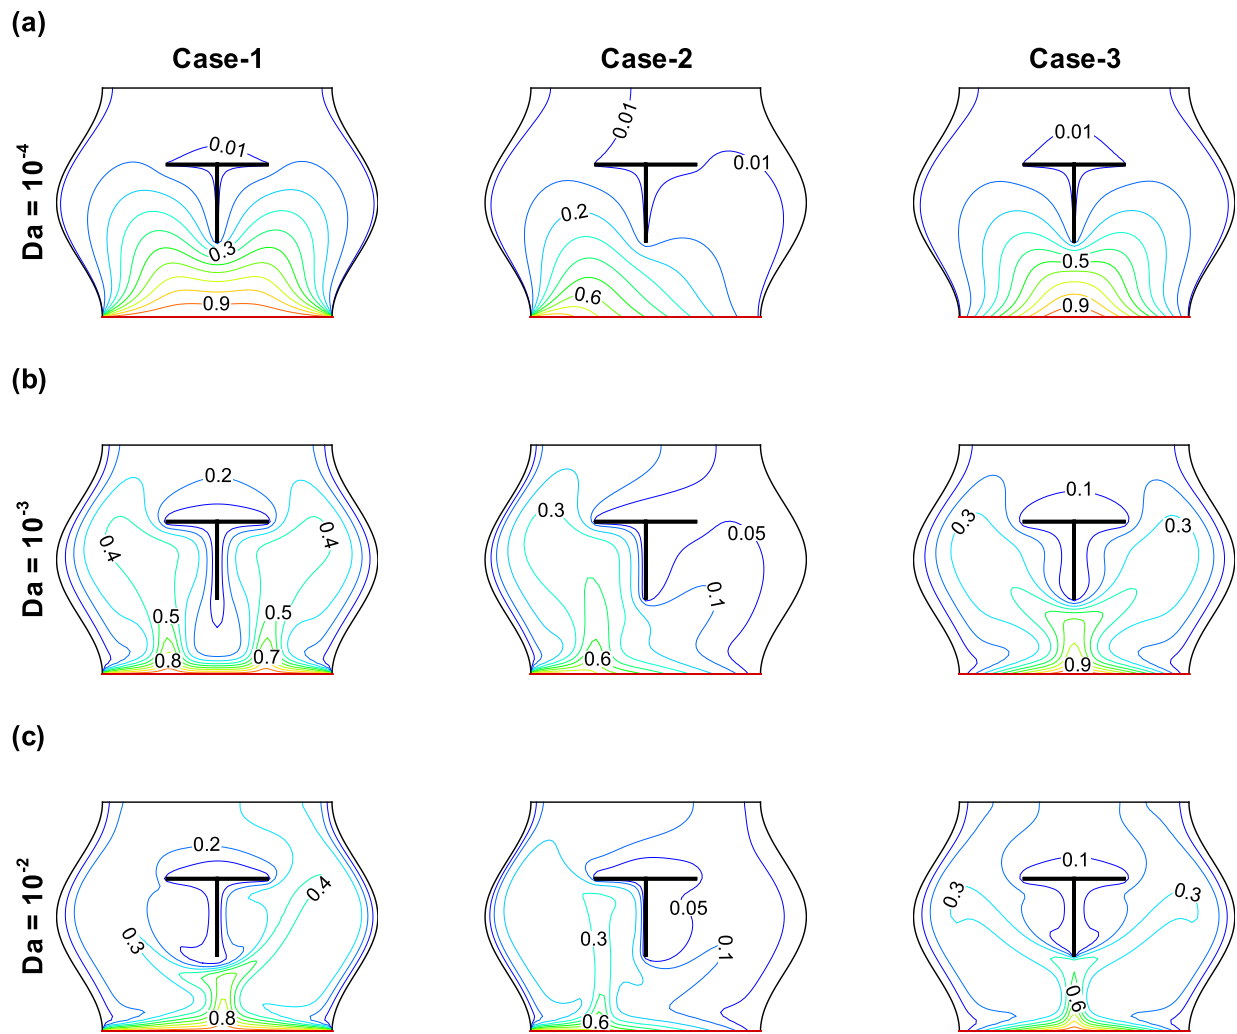 (a)
Case-1 Case-2 Case-3
Da = 10-4
0.01 0.3 0.9
0.01 0.01 0.2 0.6
0.01 0.5 0.9
(b)
Da = 10-3
0.2 0.4 0.4 0.5 0.5 0.8 0.7
0.3 0.05 0.1 0.6
0.1 0.3 0.3 0.9
(c)
Da = 10-2
0.2 0.4 0.3 0.8
0.05 0.3 0.1 0.6
0.1 0.3 0.3 0.6